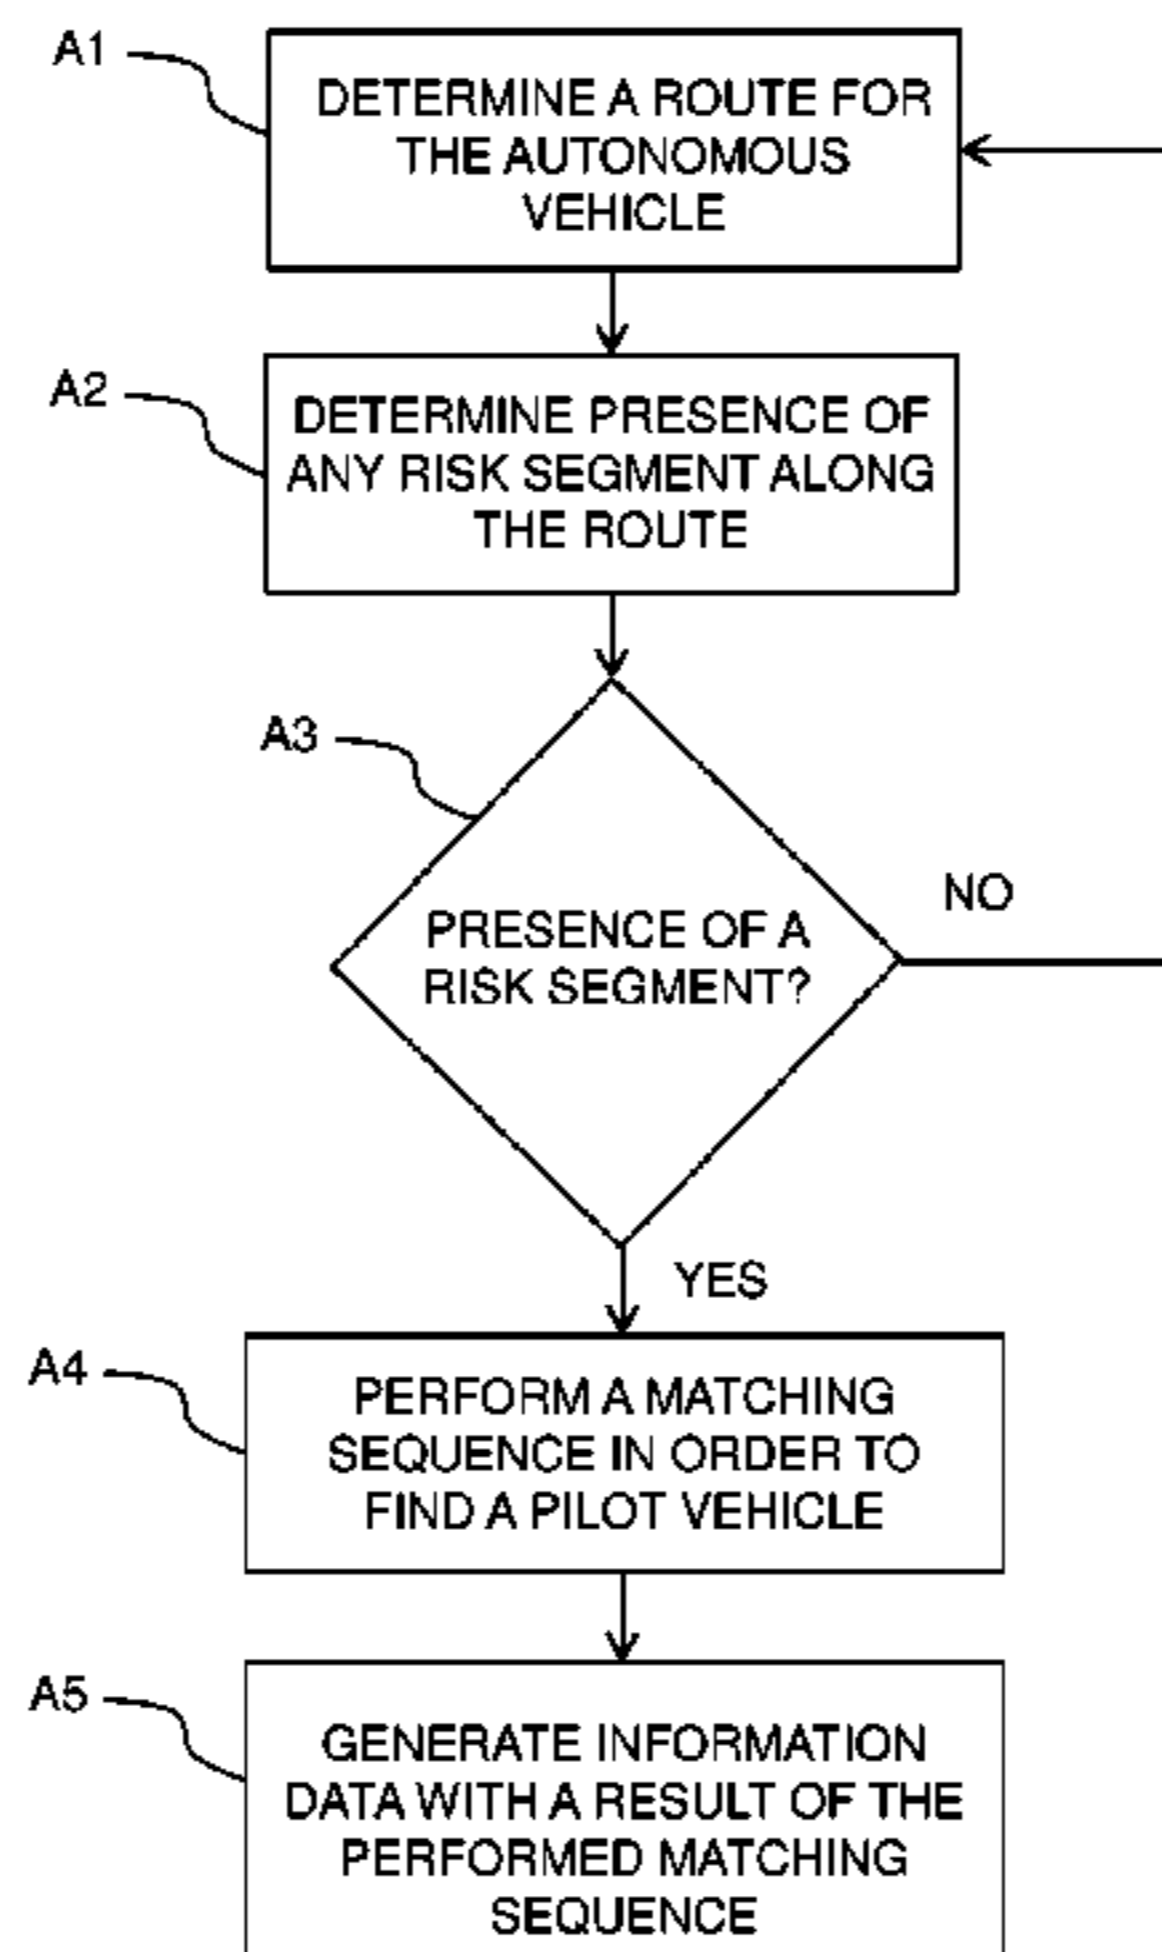 A1
DETERMINE A ROUTE FOR
THE AUTONOMOUS
VEHICLE
A2
DETERMINE PRESENCE OF
ANY RISK SEGMENT ALONG
THE ROUTE
A3
PRESENCE OF A
RISK SEGMENT?
NO
YES
A4
PERFORM A MATCHING
SEQUENCE IN ORDER TO
FIND A PILOT VEHICLE
A5
GENERATE INFORMATION
DATA WITH A RESULT OF THE
PERFORMED MATCHING
SEQUENCE